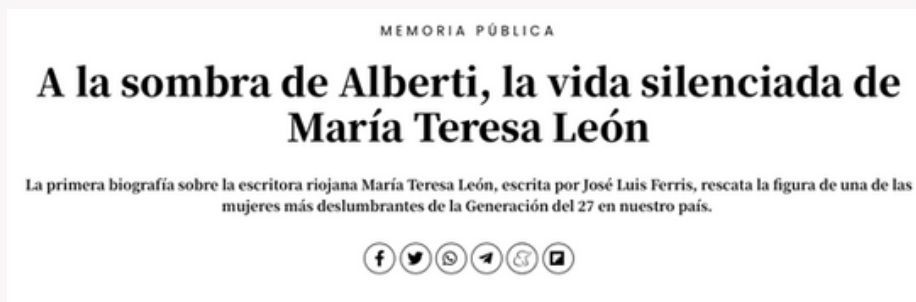 MEMORIA PÚBLICA
A la sombra de Alberti, la vida silenciada de
María Teresa León
La primera biografía sobre la escritora riojana María Teresa León, escrita por José Luis Ferris, rescata la figura de una de las
mujeres más deslumbrantes de la Generación del 27 en nuestro país.